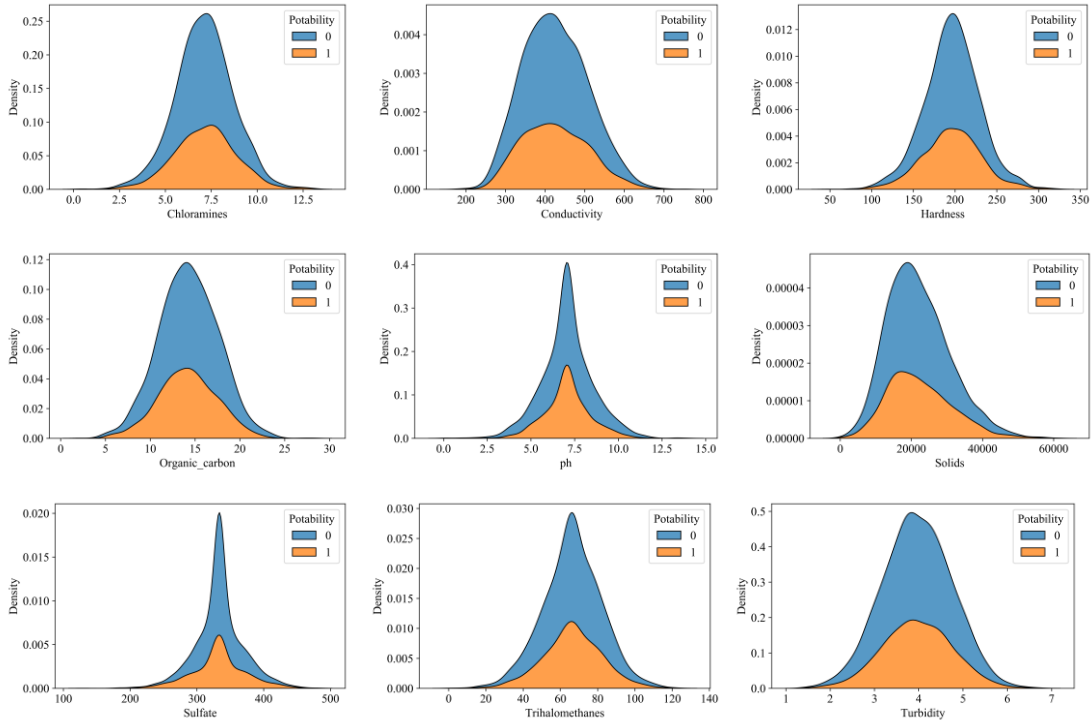 Potability
0
1
0.25
0.20
0.15
0.10
0.05
0.00
Density
0.0 2.5 5.0 7.5 10.0 12.5
Chloramines
Potability
0
1
0.004
0.003
0.002
0.001
0.000
Density
200 300 400 500 600 700 800
Conductivity
Potability
0
1
0.012
0.010
0.008
0.006
0.004
0.002
0.000
Density
50 100 150 200 250 300 350
Hardness
Potability
0
1
0.12
0.10
0.08
0.06
0.04
0.02
0.00
Density
0 5 10 15 20 25 30
Organic_carbon
Potability
0
1
0.4
0.3
0.2
0.1
0.0
Density
0.0 2.5 5.0 7.5 10.0 12.5 15.0
ph
Potability
0
1
0.00004
0.00003
0.00002
0.00001
0.00000
Density
0 20000 40000 60000
Solids
Potability
0
1
0.020
0.015
0.010
0.005
0.000
Density
100 200 300 400 500
Sulfate
Potability
0
1
0.030
0.025
0.020
0.015
0.010
0.005
0.000
Density
0 20 40 60 80 100 120 140
Trihalomethanes
Potability
0
1
0.5
0.4
0.3
0.2
0.1
0.0
Density
1 2 3 4 5 6 7
Turbidity